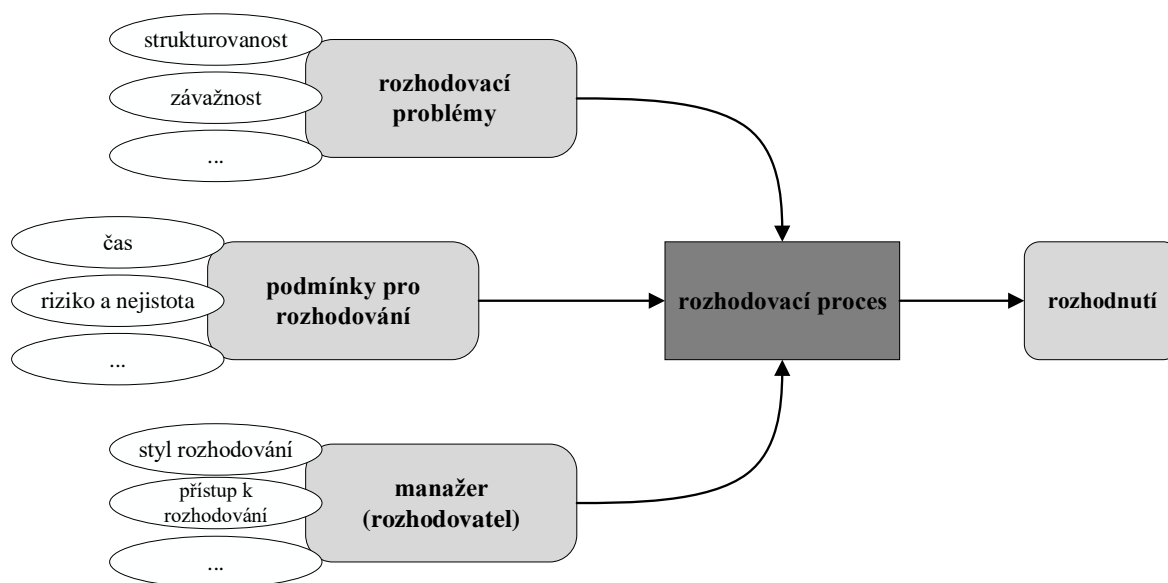 strukturovanost
závažnost
...
rozhodovací
problémy
čas
riziko a nejistota
...
podmínky pro
rozhodování
rozhodovací proces
rozhodnutí
styl rozhodování
přístup k
rozhodování
...
manažer
(rozhodovatel)